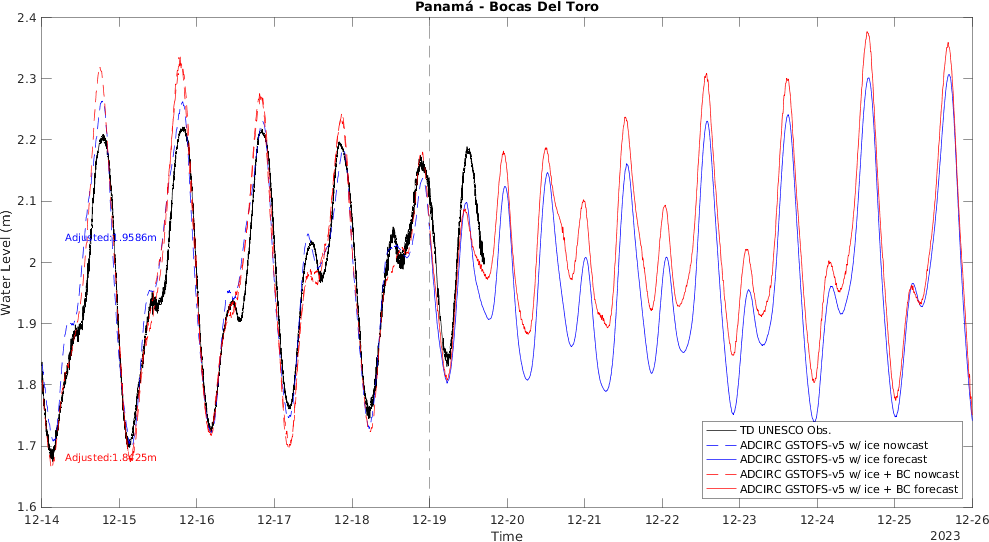 Panamá - Bocas Del Toro
Water Level (m)
2.4
2.3
2.2
2.1
2
1.9
1.8
1.7
1.6
Adjusted:1.9586m
Adjusted:1.8425m
TD UNESCO Obs.
ADCIRC GSTOFS-v5 w/ ice nowcast
ADCIRC GSTOFS-v5 w/ ice forecast
ADCIRC GSTOFS-v5 w/ ice + BC nowcast
ADCIRC GSTOFS-v5 w/ ice + BC forecast
12-14 12-15 12-16 12-17 12-18 12-19 12-20 12-21 12-22 12-23 12-24 12-25 12-26
Time
2023